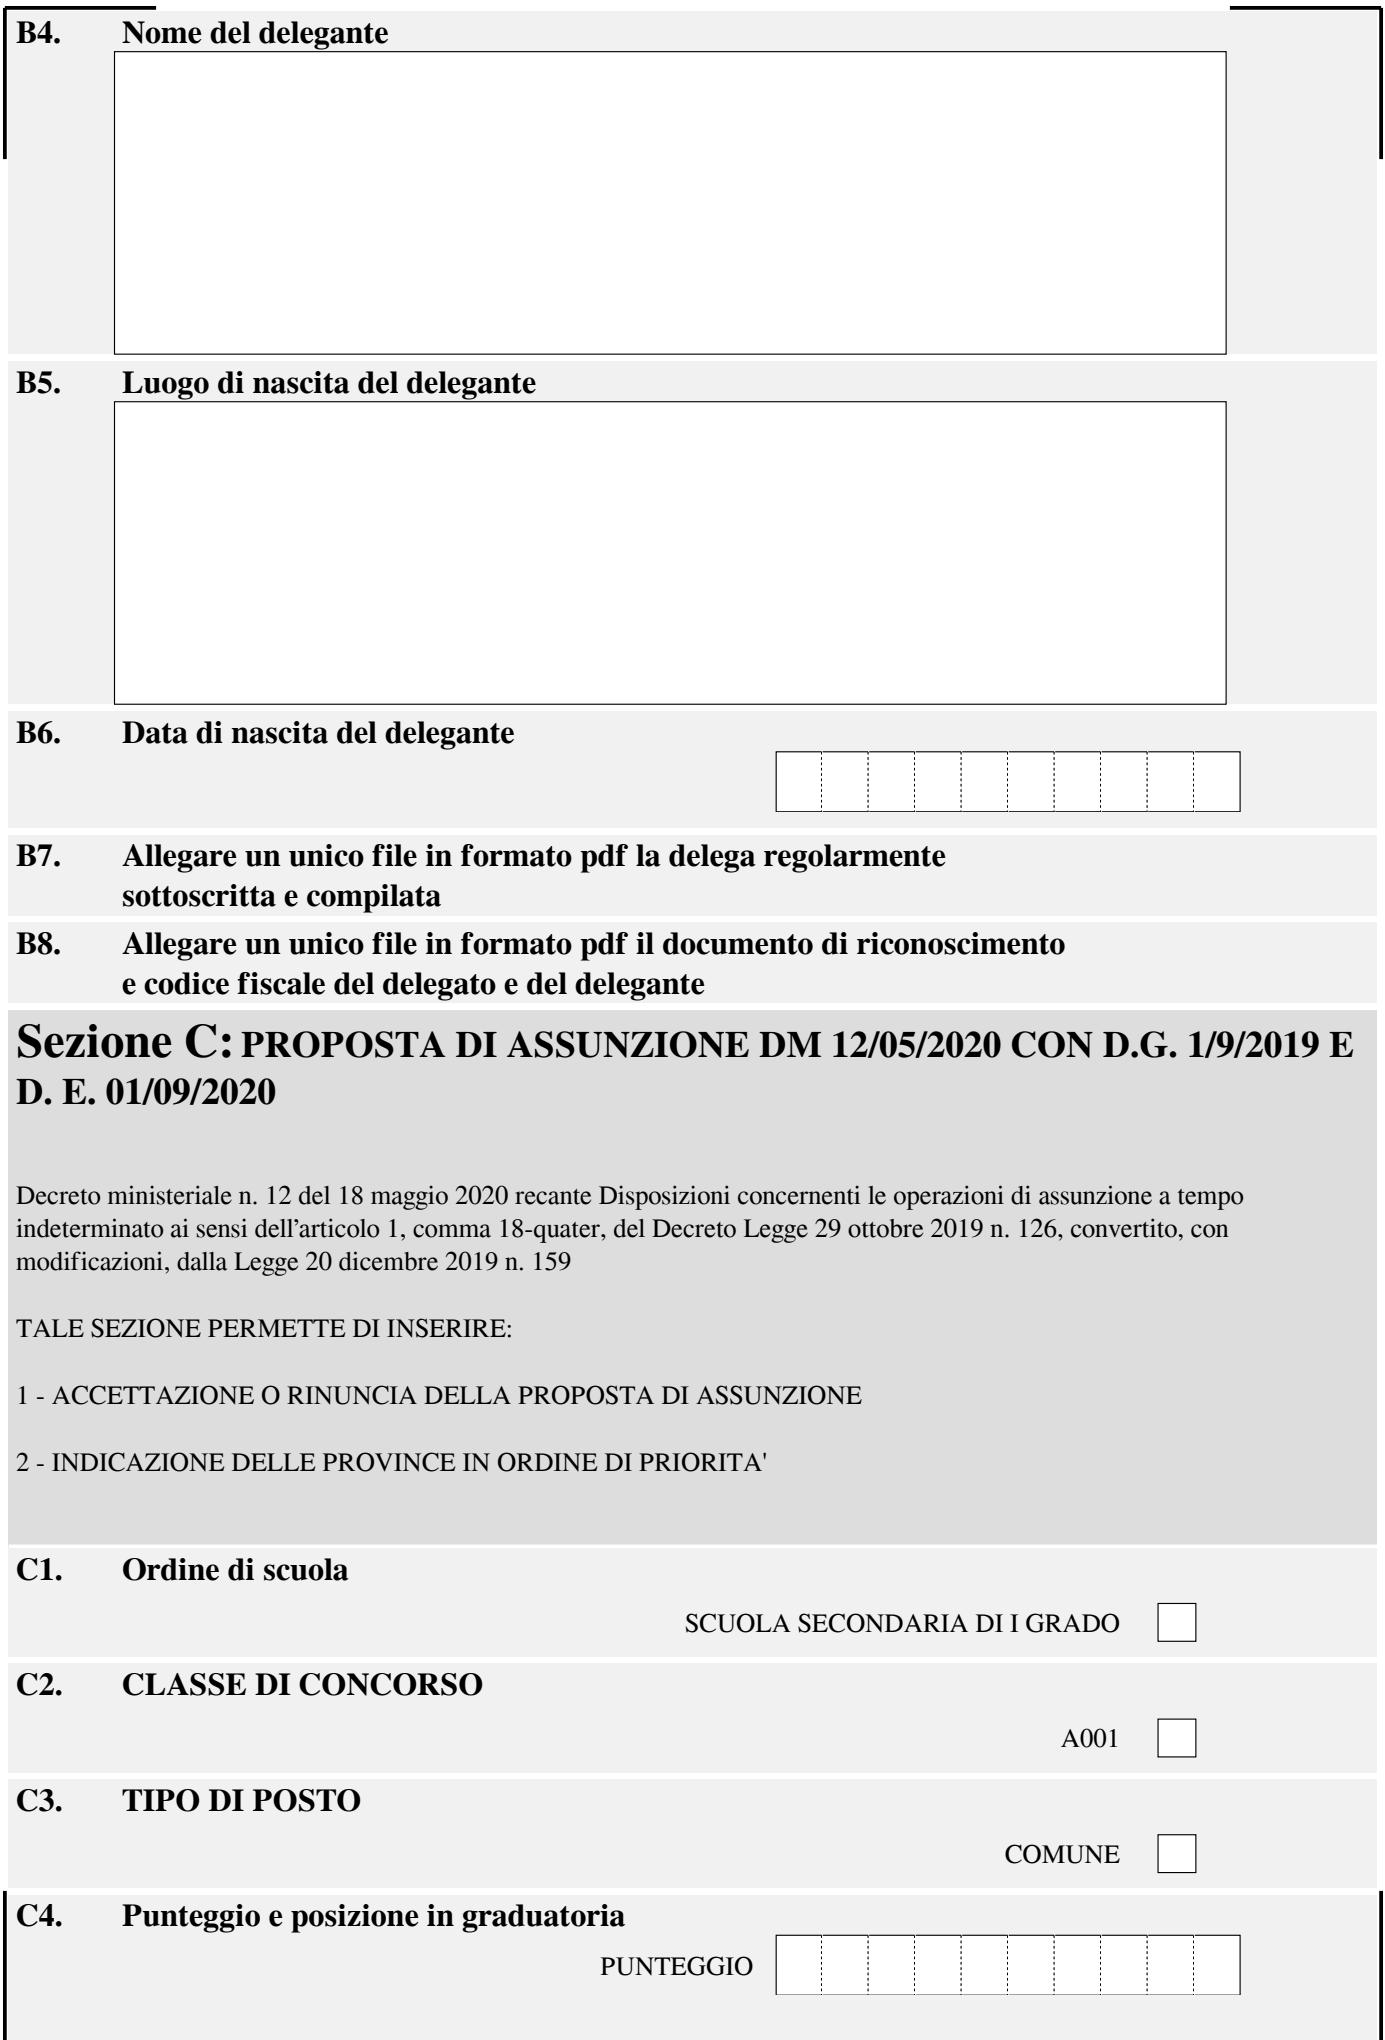 B4. Nome del delegante
B5. Luogo di nascita del delegante
B6. Data di nascita del delegante
B7. Allegare un unico file in formato pdf la delega regolarmente
sottoscritta e compilata
B8. Allegare un unico file in formato pdf il documento di riconoscimento
e codice fiscale del delegato e del delegante
Sezione C: PROPOSTA DI ASSUNZIONE DM 12/05/2020 CON D.G. 1/9/2019 E
D. E. 01/09/2020
Decreto ministeriale n. 12 del 18 maggio 2020 recante Disposizioni concernenti le operazioni di assunzione a tempo
indeterminato ai sensi dell'articolo 1, comma 18-quater, del Decreto Legge 29 ottobre 2019 n. 126, convertito, con
modificazioni, dalla Legge 20 dicembre 2019 n. 159
TALE SEZIONE PERMETTE DI INSERIRE:
1 - ACCETTAZIONE O RINUNCIA DELLA PROPOSTA DI ASSUNZIONE
2 - INDICAZIONE DELLE PROVINCE IN ORDINE DI PRIORITA'
C1. Ordine di scuola
SCUOLA SECONDARIA DI I GRADO
C2. CLASSE DI CONCORSO
A001
C3. TIPO DI POSTO
COMUNE
C4. Punteggio e posizione in graduatoria
PUNTEGGIO